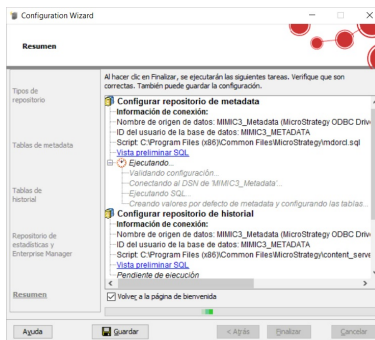 Configuration Wizard
Resumen
Al hacer clic en Finalizar, se ejecutarán las siguientes tareas. Verifique que son
correctas. También puede guardar la configuración.
Tipos de
repositorio
Tablas de metadata
Tablas de
historial
Repositorio de
estadísticas y
Enterprise Manager
Resumen
Configurar repositorio de metadata
Información de conexión:
Nombre de origen de datos: MIMIC3_Metadata (MicroStrategy ODBC Drive
ID del usuario de la base de datos: MIMIC3_METADATA
Script: C:\Program Files (x86)\Common Files\MicroStrategy\mdorcl.sql
Vista preliminar SQL
Ejecutando...
Validando configuración...
Conectando al DSN de 'MIMIC3_Metadata'...
Ejecutando SQL...
Creando valores por defecto de metadata y configurando las tablas...
Configurar repositorio de historial
Información de conexión:
Nombre de origen de datos: MIMIC3_Metadata (MicroStrategy ODBC Drive
ID del usuario de la base de datos: MIMIC3_METADATA
Script: C:\Program Files (x86)\Common Files\MicroStrategy\content_serve
Vista preliminar SQL
Pendiente de ejecución
Volver a la página de bienvenida
Ayuda
Guardar
< Atrás
Finalizar
Cancelar